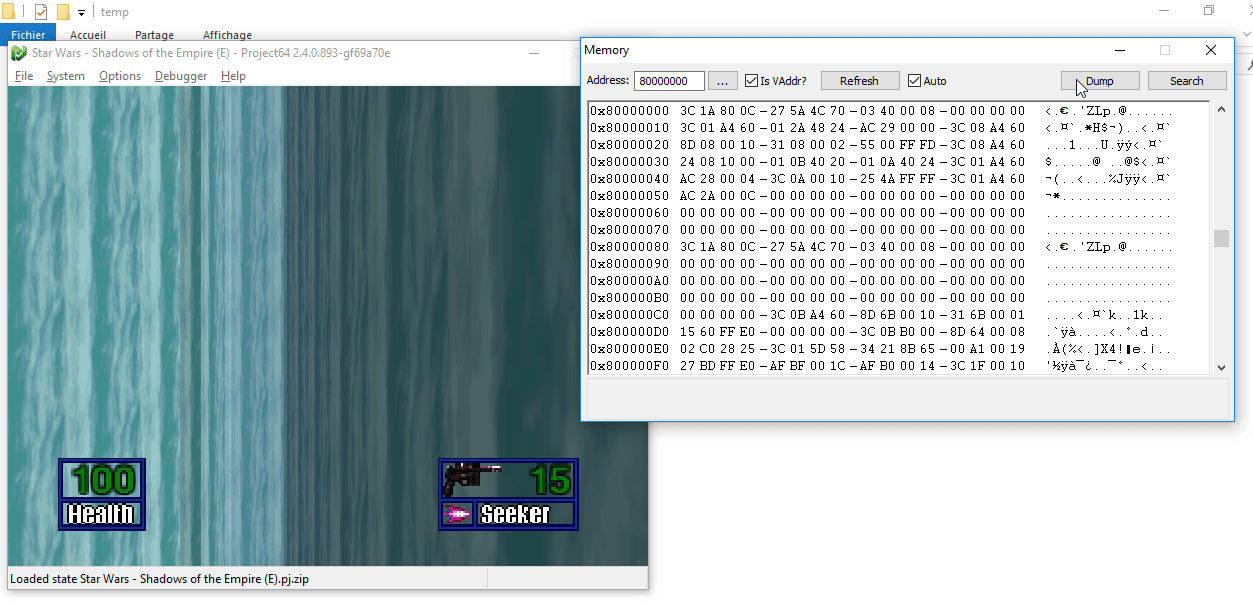 temp
Fichier Accueil Partage Affichage
Star Wars - Shadows of the Empire (E) - Project64 2.4.0.893-gf69a70e
File System Options Debugger Help
100
Health
15
Seeker
Loaded state Star Wars - Shadows of the Empire (E).pj.zip
Memory
Address: 80000000 ... Is VAddr? Refresh Auto Dump Search
0x80000000 3C 1A 80 0C-27 5A 4C 70-03 40 00 08-00 00 00 00 <.€.'ZLp.@......
0x80000010 3C 01 A4 60-01 2A 48 24-AC 29 00 00-3C 08 A4 60 <.¤`.*H$¬)..<.¤`
0x80000020 8D 08 00 10-31 08 00 02-55 00 FF FD-3C 08 A4 60 ....1...U.ÿý<.¤`
0x80000030 24 08 10 00-01 0B 40 20-01 0A 40 24-3C 01 A4 60 $.....@ ..@$<.¤`
0x80000040 AC 28 00 04-3C 0A 00 10-25 4A FF FF-3C 01 A4 60 ¬(..<...%Jÿÿ<.¤`
0x80000050 AC 2A 00 0C-00 00 00 00-00 00 00 00-00 00 00 00 ¬*..............
0x80000060 00 00 00 00-00 00 00 00-00 00 00 00-00 00 00 00 ................
0x80000070 00 00 00 00-00 00 00 00-00 00 00 00-00 00 00 00 ................
0x80000080 3C 1A 80 0C-27 5A 4C 70-03 40 00 08-00 00 00 00 <.€.'ZLp.@......
0x80000090 00 00 00 00-00 00 00 00-00 00 00 00-00 00 00 00 ................
0x800000A0 00 00 00 00-00 00 00 00-00 00 00 00-00 00 00 00 ................
0x800000B0 00 00 00 00-00 00 00 00-00 00 00 00-00 00 00 00 ................
0x800000C0 00 00 00 00-3C 0B A4 60-8D 6B 00 10-31 6B 00 01 ....<.¤`k..1k..
0x800000D0 15 60 FF E0-00 00 00 00-3C 0B B0 00-8D 64 00 08 .`ÿà....<.°.d..
0x800000E0 02 C0 28 25-3C 01 5D 58-34 21 8B 65-00 A1 00 19
0x800000F0 27 BD FF E0-AF BF 00 1C-AF B0 00 14-3C 1F 00 10 '½ÿà¯¿..¯°..<...